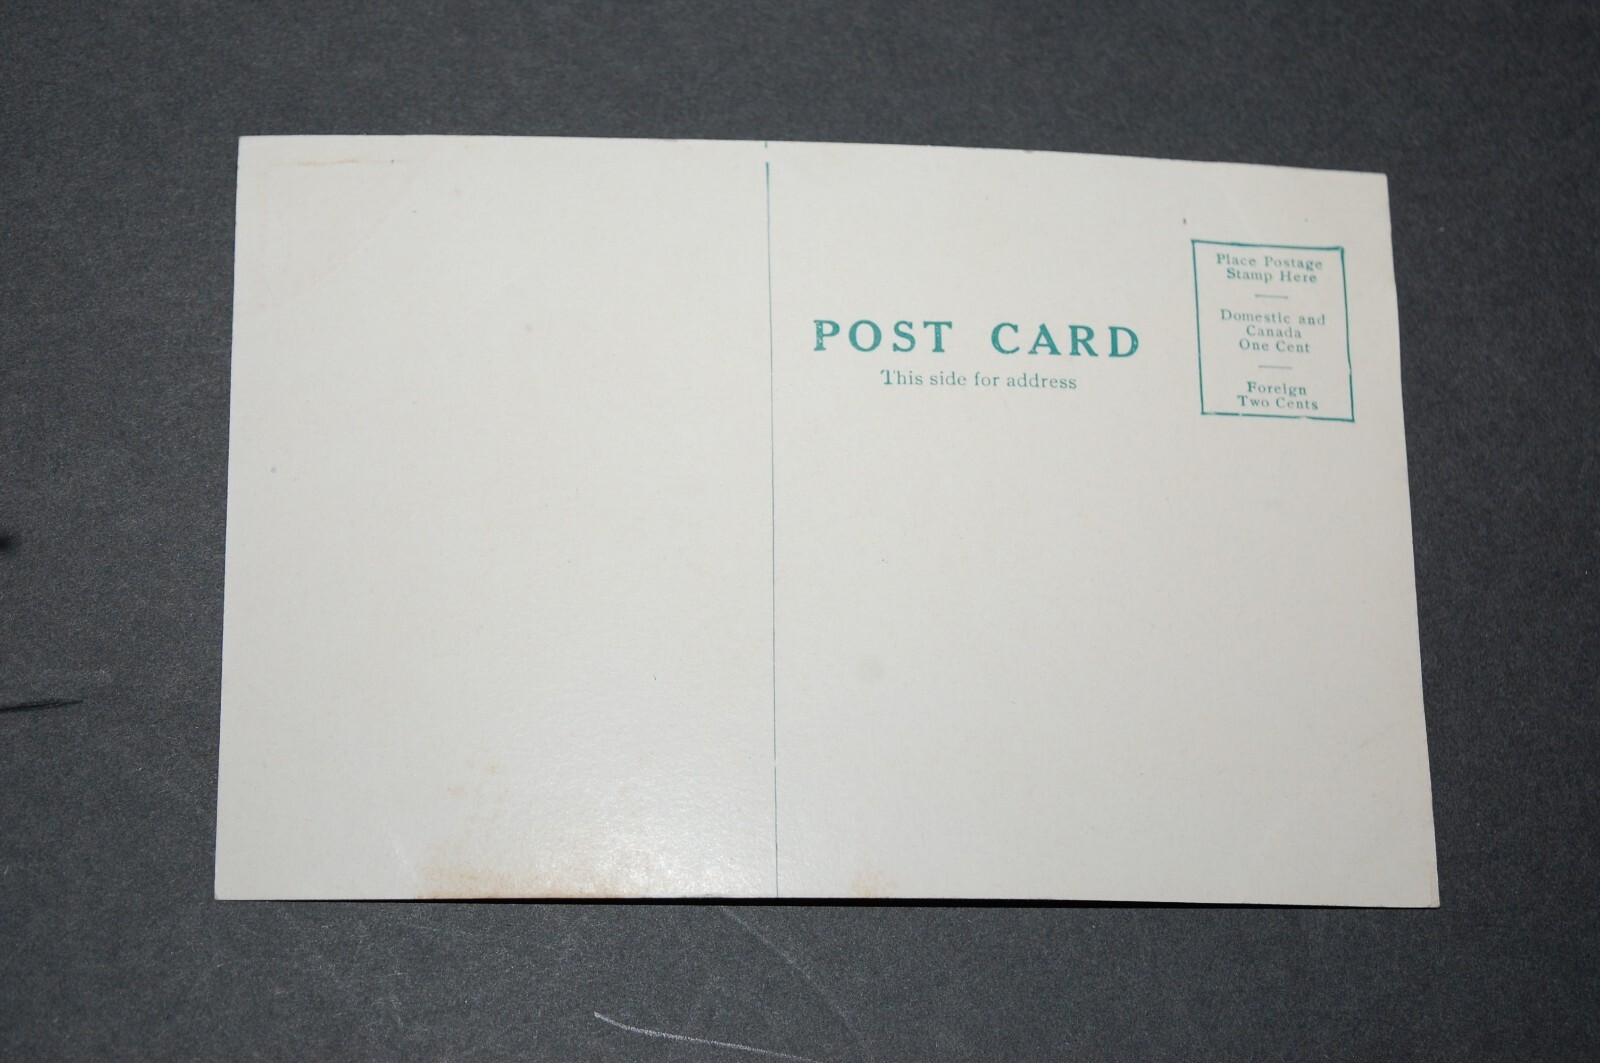 POST CARD
This side for address
Place Postage
Stamp Here
Domestic and
Canada
One Cent
Foreign
Two Cents